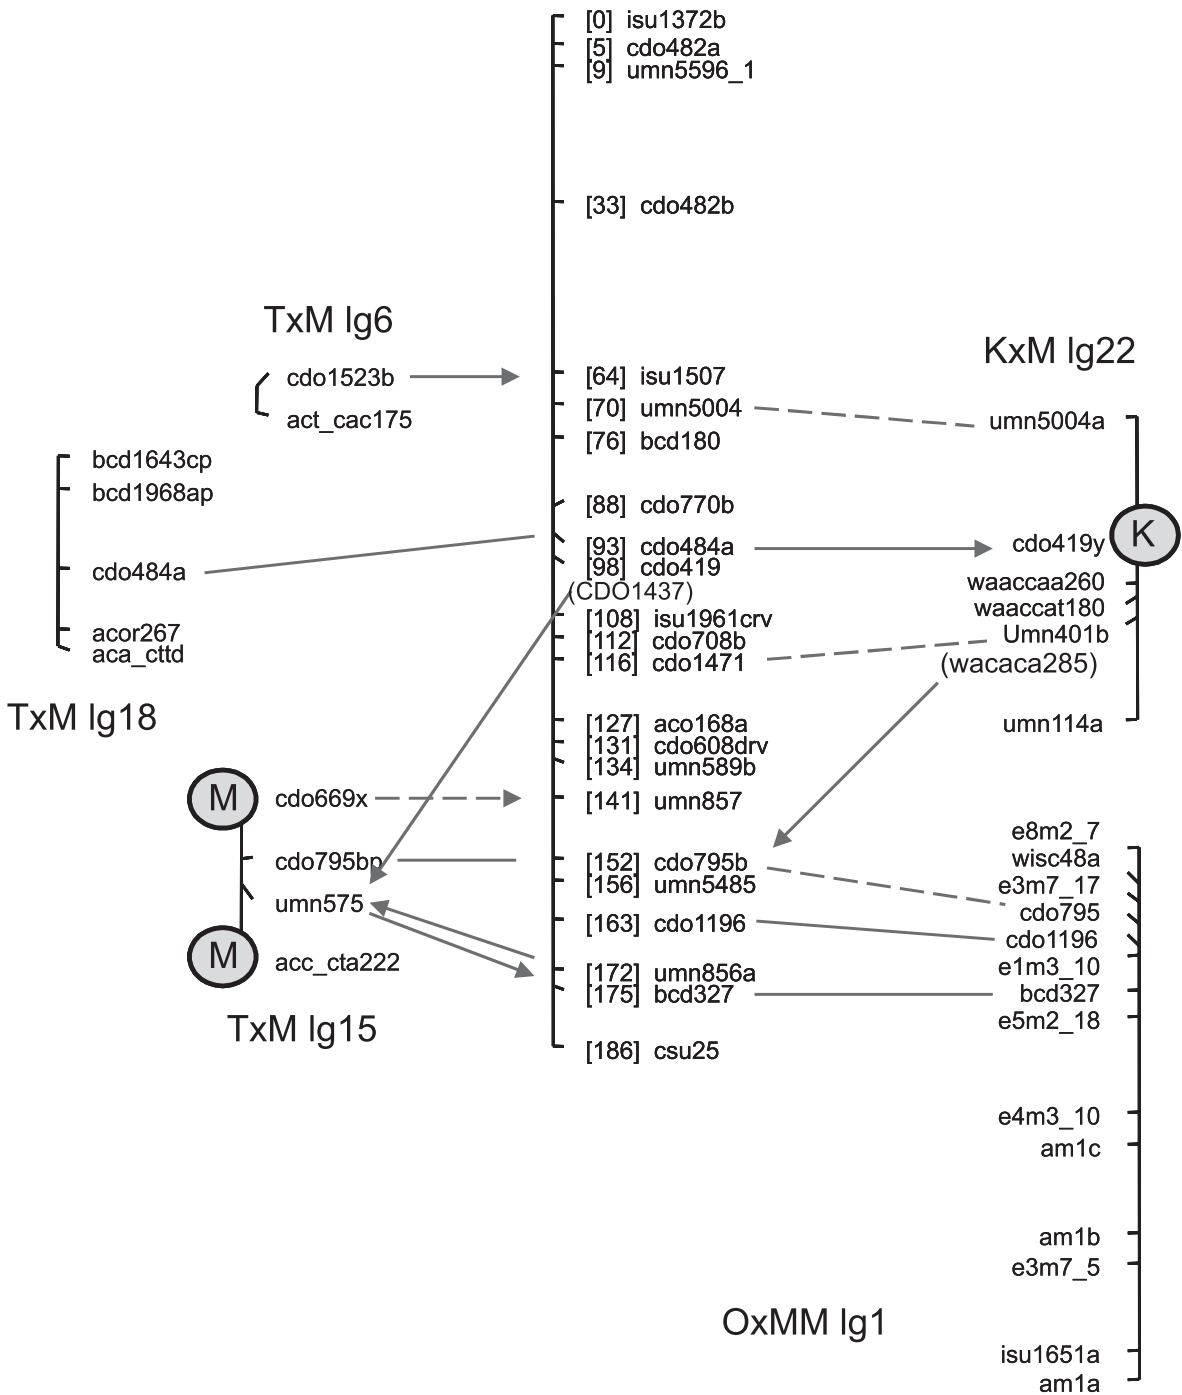 [0] isu1372b
[5] cdo482a
[9] umn5596_1
[33] cdo482b
[64] isu1507
[70] umn5004
[76] bcd180
[88] cdo770b
[93] cdo484a
[98] cdo419
(CDO1437)
[108] isu1961crv
[112] cdo708b
[116] cdo1471
[127] aco168a
[131] cdo608drv
[134] umn589b
[141] umn857
[152] cdo795b
[156] umn5485
[163] cdo1196
[172] umn856a
[175] bcd327
[186] csu25
TxM lg6
cdo1523b
act_cac175
bcd1643cp
bcd1968ap
cdo484a
acor267
aca_cttd
TxM lg18
M
cdo669x
cdo795bp
umn575
M
acc_cta222
TxM lg15
KxM lg22
umn5004a
K
cdo419y
waaccaa260
waaccat180
Umn401b
(wacaca285)
umn114a
e8m2_7
wisc48a
e3m7_17
cdo795
cdo1196
e1m3_10
bcd327
e5m2_18
e4m3_10
am1c
am1b
e3m7_5
OxMM lg1
isu1651a
am1a